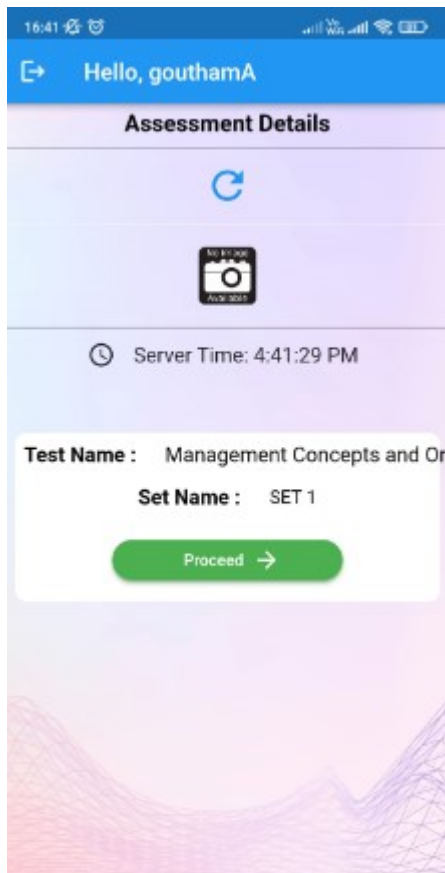 16:41
Hello, gouthamA
Assessment Details
No Image
Available
Server Time: 4:41:29 PM
Test Name : Management Concepts and Or
Set Name : SET 1
Proceed